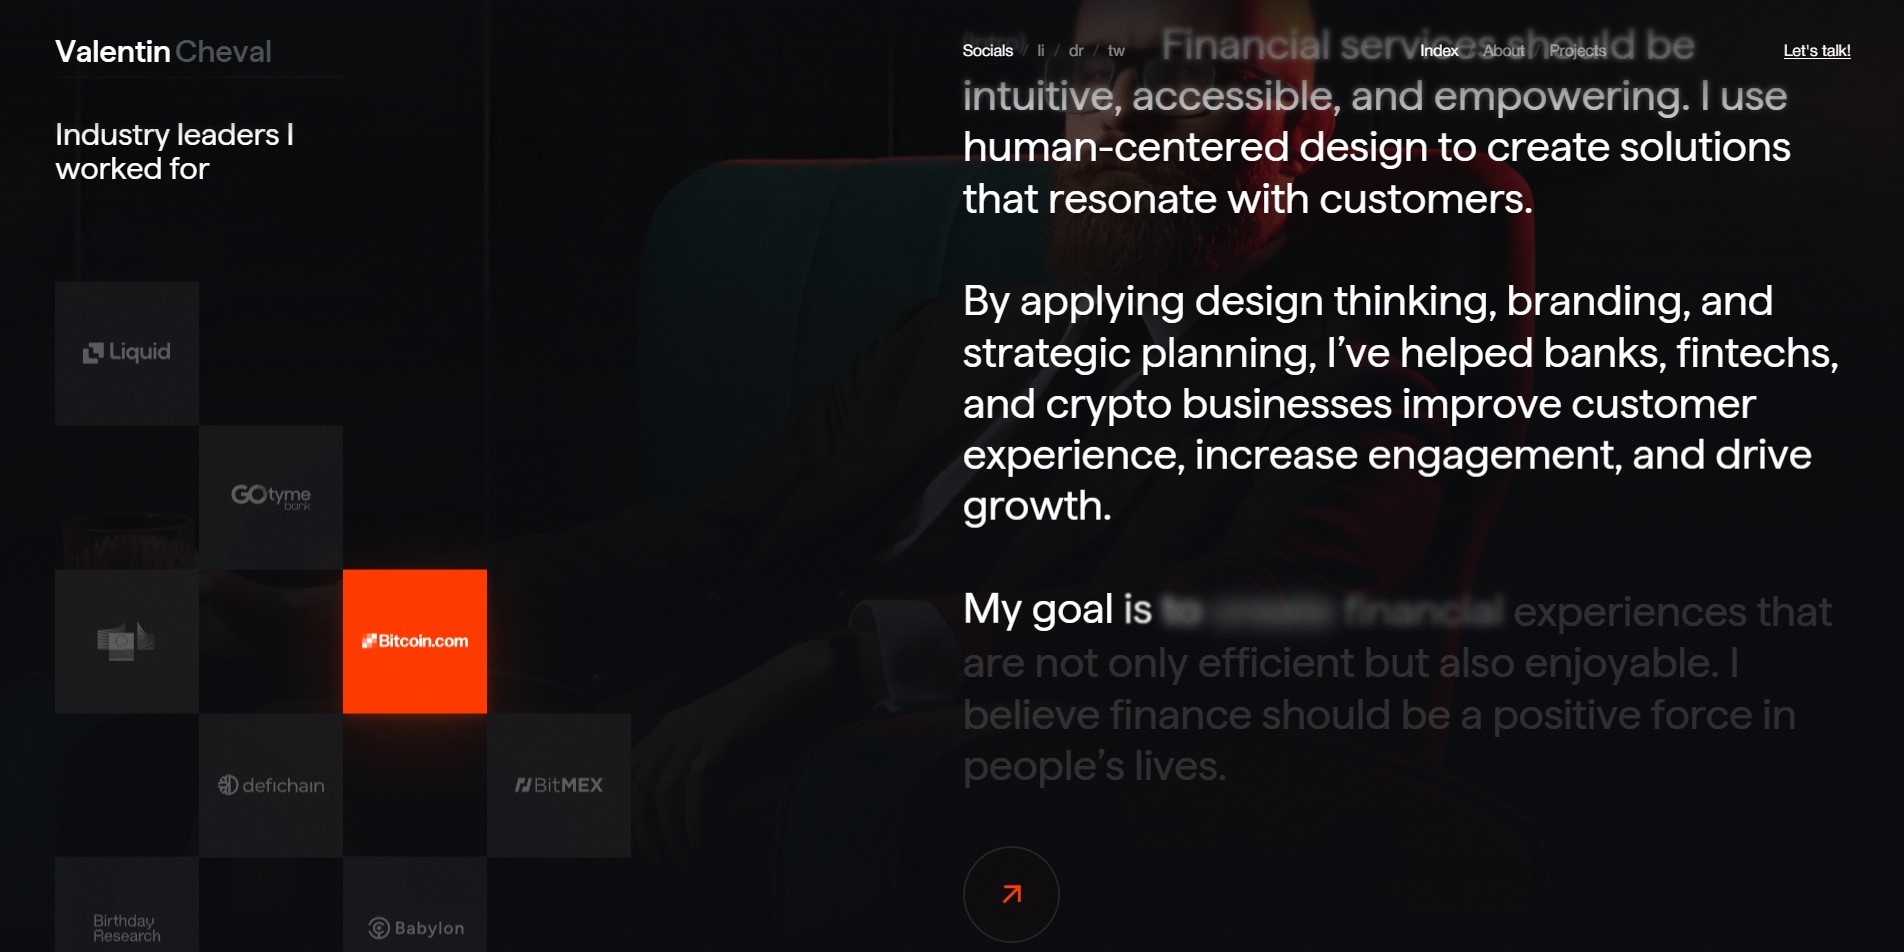 Valentin Cheval
Socials / li / dr / tw
Index / About / Projects
Let's talk!
Industry leaders I
worked for
Liquid
GOtyme
bank
Bitcoin.com
defichain
BitMEX
Birthday
Research
Babylon
(Intro)
Financial services should be
intuitive, accessible, and empowering. I use
human-centered design to create solutions
that resonate with customers.
By applying design thinking, branding, and
strategic planning, I’ve helped banks, fintechs,
and crypto businesses improve customer
experience, increase engagement, and drive
growth.
My goal is to create financial experiences that
are not only efficient but also enjoyable. I
believe finance should be a positive force in
people’s lives.